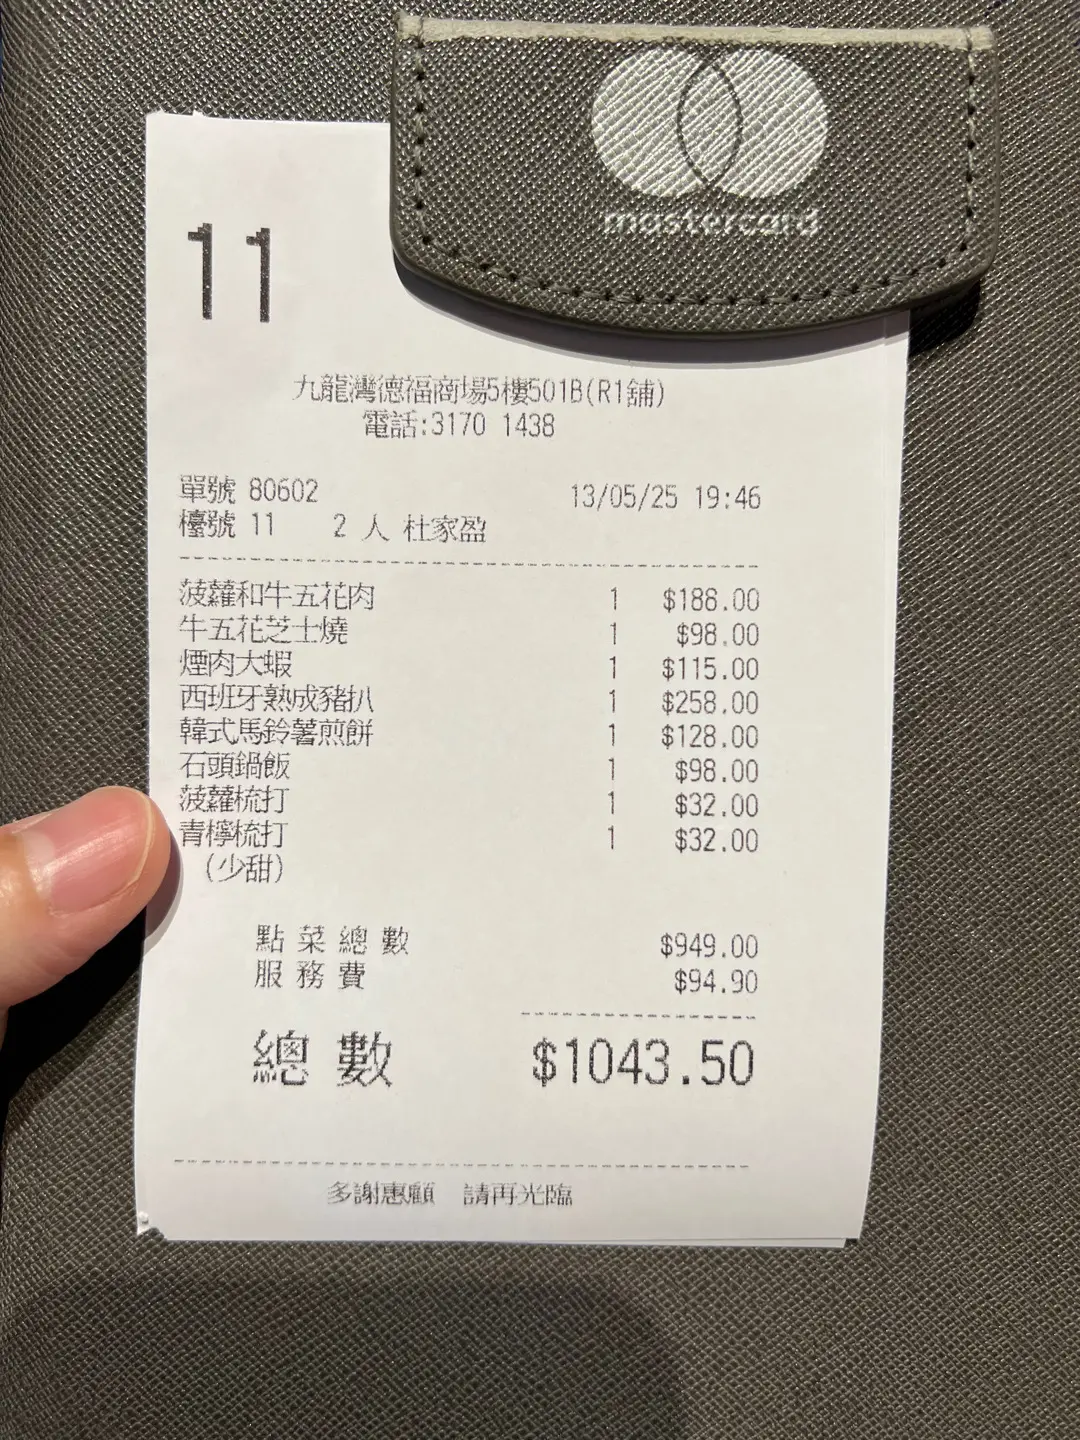 mastercard
11
九龍灣德福商場5樓501B(R1舖)
電話:3170 1438
單號 80602 13/05/25 19:46
檯號 11 2 人 杜家盈
菠蘿和牛五花肉 1 $188.00
牛五花芝士燒 1 $98.00
煙肉大蝦 1 $115.00
西班牙熟成豬扒 1 $258.00
韓式馬鈴薯煎餅 1 $128.00
石頭鍋飯 1 $98.00
菠蘿梳打 1 $32.00
青檸梳打 1 $32.00
(少甜)
點菜總數 $949.00
服務費 $94.90
總數 $1043.50
多謝惠顧 請再光臨